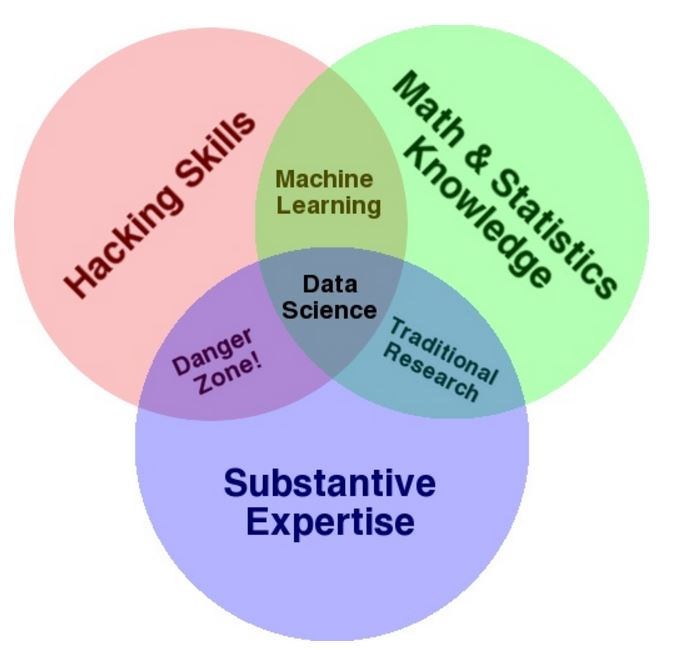 Hacking Skills
Math & Statistics
Knowledge
Machine
Learning
Data
Science
Danger
Zone!
Traditional
Research
Substantive
Expertise